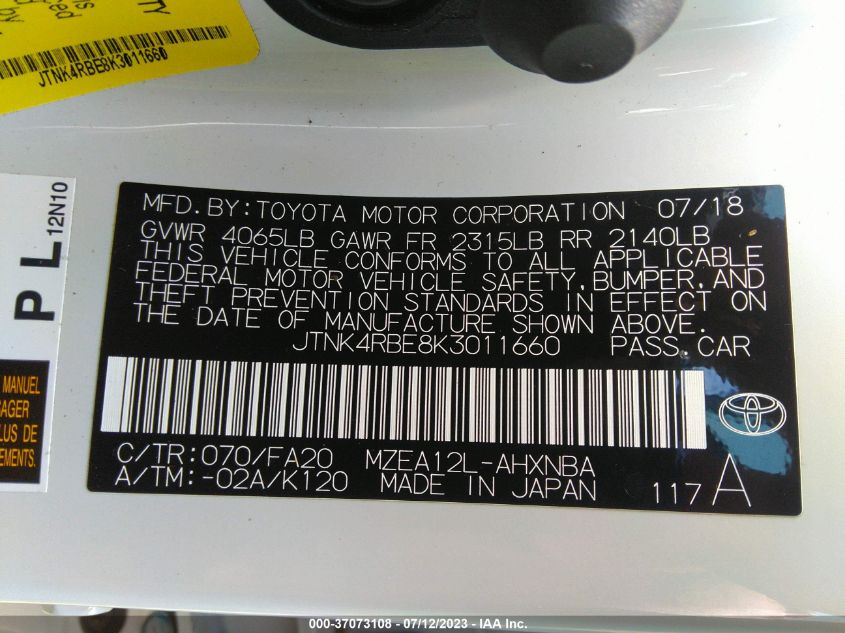 TTY
JTNK4RBE8K3011660
PL 12N10
MANUEL
LUS DE
MFD.BY:TOYOTA MOTOR CORPORATION 07/18
GVWR 4065LB GAWR FR 2315LB RR 2140LB
THIS VEHICLE CONFORMS TO ALL APPLICABLE
FEDERAL MOTOR VEHICLE SAFETY,BUMPER,AND
THEFT PREVENTION STANDARDS IN EFFECT ON
THE DATE OF MANUFACTURE SHOWN ABOVE.
JTNK4RBE8K3011660 PASS.CAR
C/TR:070/FA20 MZEA12L-AHXNBA
A/TM:-02A/K120 MADE IN JAPAN 117 A
000-37073108 - 07/12/2023 - IAA Inc.